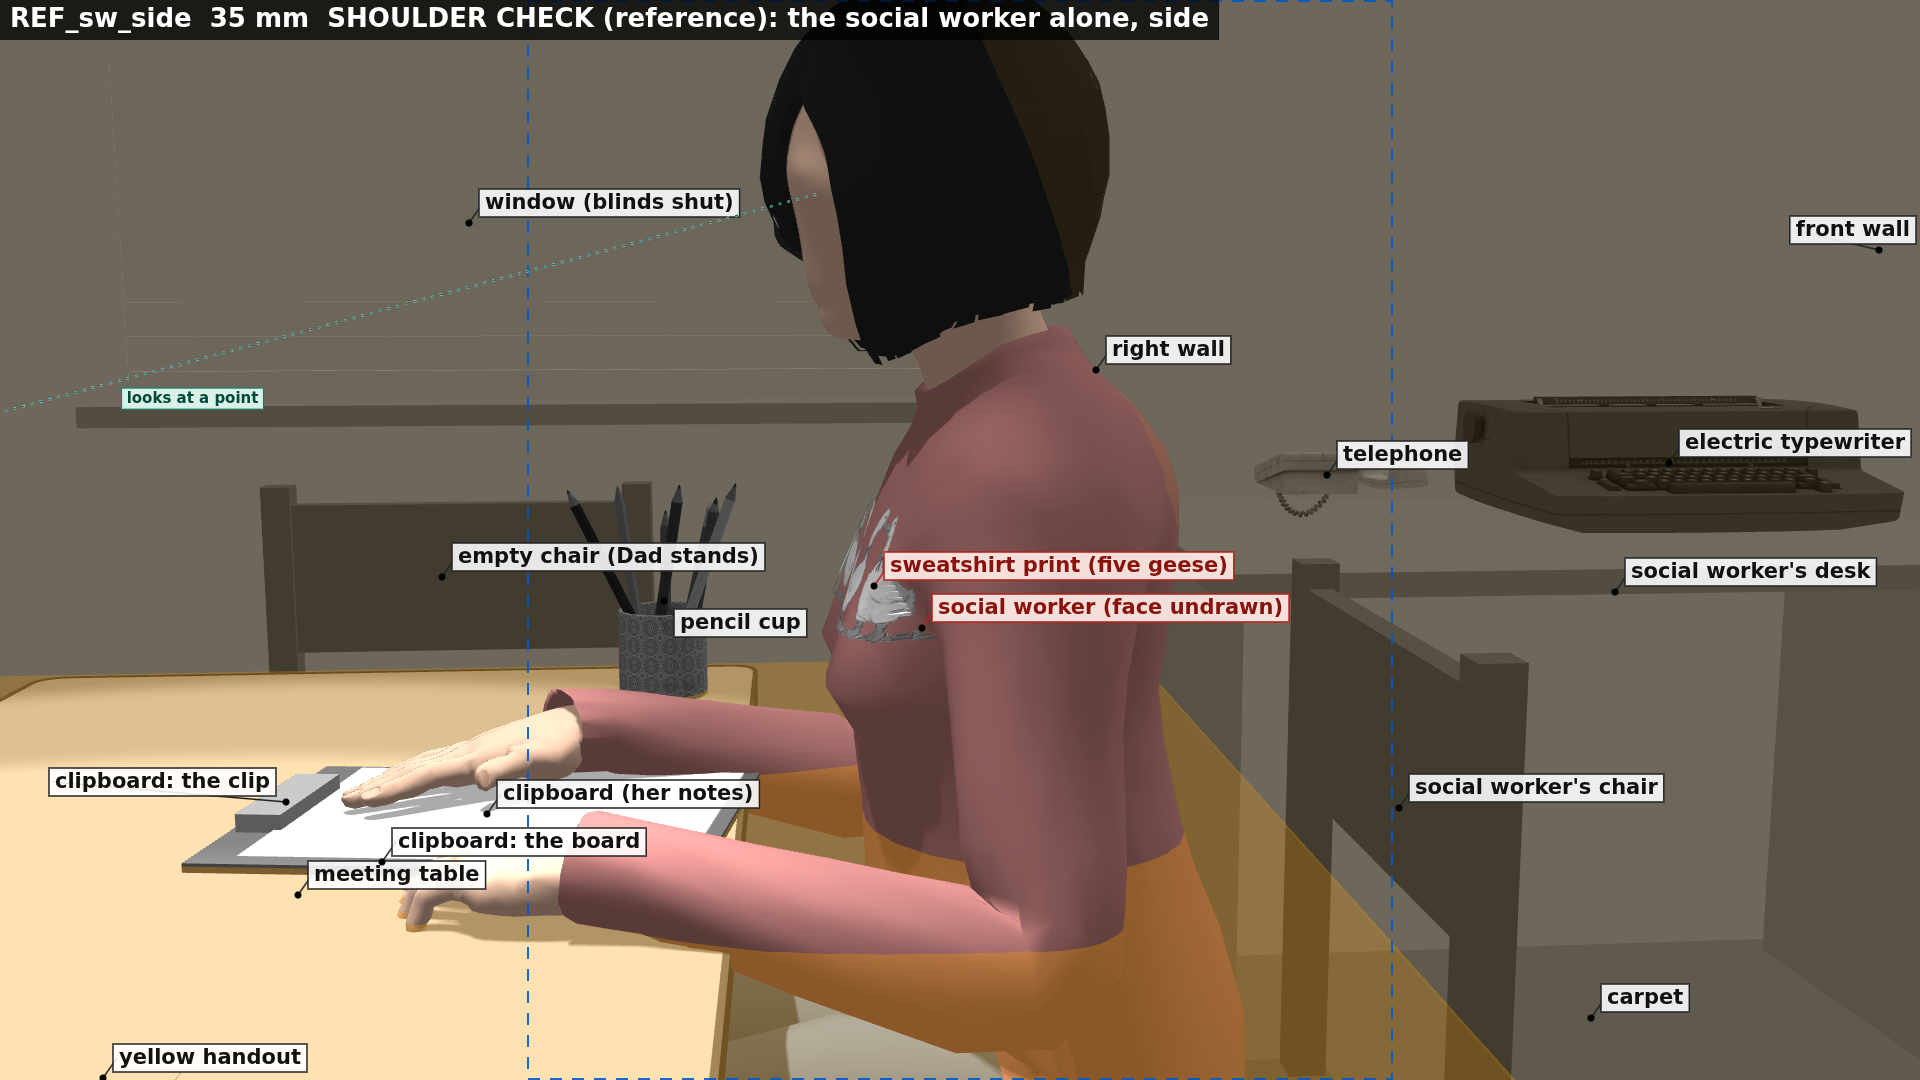 REF_sw_side 35 mm SHOULDER CHECK (reference): the social worker alone, side
window (blinds shut)
front wall
right wall
looks at a point
electric typewriter
telephone
empty chair (Dad stands)
sweatshirt print (five geese)
social worker's desk
social worker (face undrawn)
pencil cup
clipboard: the clip
clipboard (her notes)
social worker's chair
clipboard: the board
meeting table
carpet
yellow handout